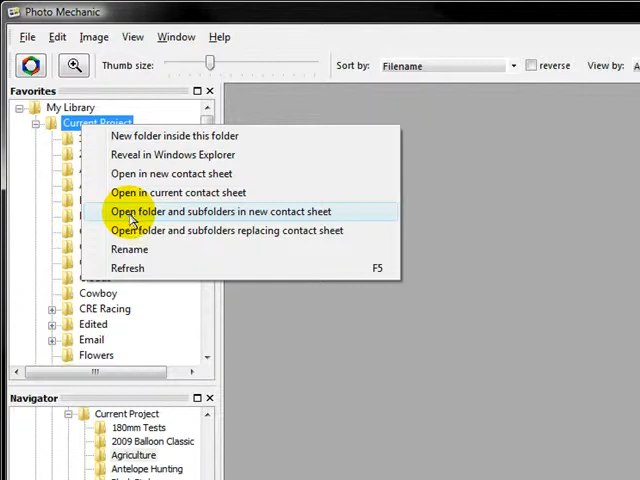 Photo Mechanic
File Edit Image View Window Help
Thumb size: Sort by: Filename reverse View by:
Favorites
My Library
Current Project
New folder inside this folder
Reveal in Windows Explorer
Open in new contact sheet
Open in current contact sheet
Open folder and subfolders in new contact sheet
Open folder and subfolders replacing contact sheet
Rename
Refresh F5
Cowboy
CRE Racing
Edited
Email
Flowers
Navigator
Current Project
180mm Tests
2009 Balloon Classic
Agriculture
Antelope Hunting